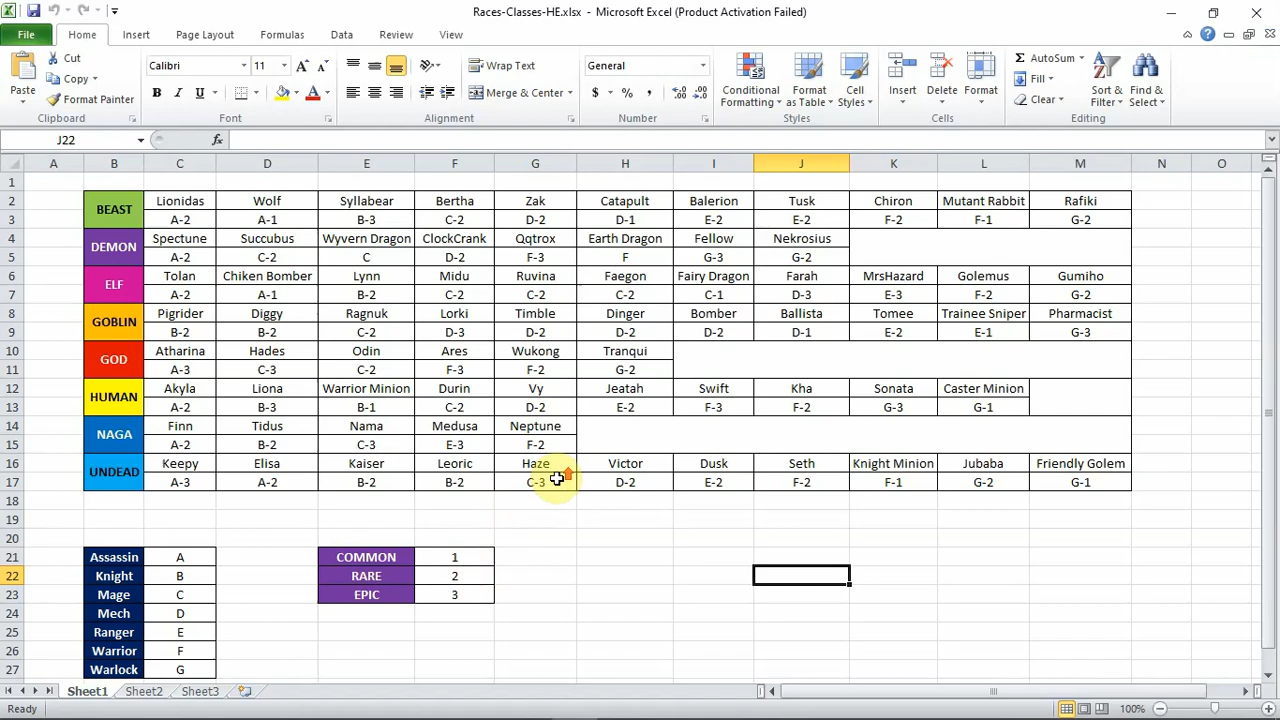 Races-Classes-HE.xlsx - Microsoft Excel (Product Activation Failed)
File Home Insert Page Layout Formulas Data Review View
Paste Cut Copy Format Painter Clipboard
Calibri 11 A A B I U A Font
Wrap Text Merge & Center Alignment
General $ % , Number
Conditional Formatting Format as Table Cell Styles Styles
Insert Delete Format Cells
Σ AutoSum Fill Clear Sort & Filter Find & Select Editing
J22 fx
A B C D E F G H I J K L M N O
1
2 BEAST Lionidas Wolf Syllabear Bertha Zak Catapult Balerion Tusk Chiron Mutant Rabbit Rafiki
3 A-2 A-1 B-3 C-2 D-2 D-1 E-2 E-2 F-2 F-1 G-2
4 DEMON Spectune Succubus Wyvern Dragon ClockCrank Qqtrox Earth Dragon Fellow Nekrosius
5 A-2 C-2 C D-2 F-3 F G-3 G-2
6 ELF Tolan Chiken Bomber Lynn Midu Ruvina Faegon Fairy Dragon Farah MrsHazard Golemus Gumiho
7 A-2 A-1 B-2 C-2 C-2 C-2 C-1 D-3 E-3 F-2 G-2
8 GOBLIN Pigrider Diggy Ragnuk Lorki Timble Dinger Bomber Ballista Tomee Trainee Sniper Pharmacist
9 B-2 B-2 C-2 D-3 D-2 D-2 D-2 D-1 E-2 E-1 G-3
10 GOD Atharina Hades Odin Ares Wukong Tranqui
11 A-3 C-3 C-2 F-3 F-2 G-2
12 HUMAN Akyla Liona Warrior Minion Durin Vy Jeatah Swift Kha Sonata Caster Minion
13 A-2 B-3 B-1 C-2 D-2 E-2 F-3 F-2 G-3 G-1
14 NAGA Finn Tidus Nama Medusa Neptune
15 A-2 B-2 C-3 E-3 F-2
16 UNDEAD Keepy Elisa Kaiser Leoric Haze Victor Dusk Seth Knight Minion Jubaba Friendly Golem
17 A-3 A-2 B-2 B-2 C-3 D-2 E-2 F-2 F-1 G-2 G-1
18
19
20
21 Assassin A COMMON 1
22 Knight B RARE 2
23 Mage C EPIC 3
24 Mech D
25 Ranger E
26 Warrior F
27 Warlock G
Sheet1 Sheet2 Sheet3
Ready 100%